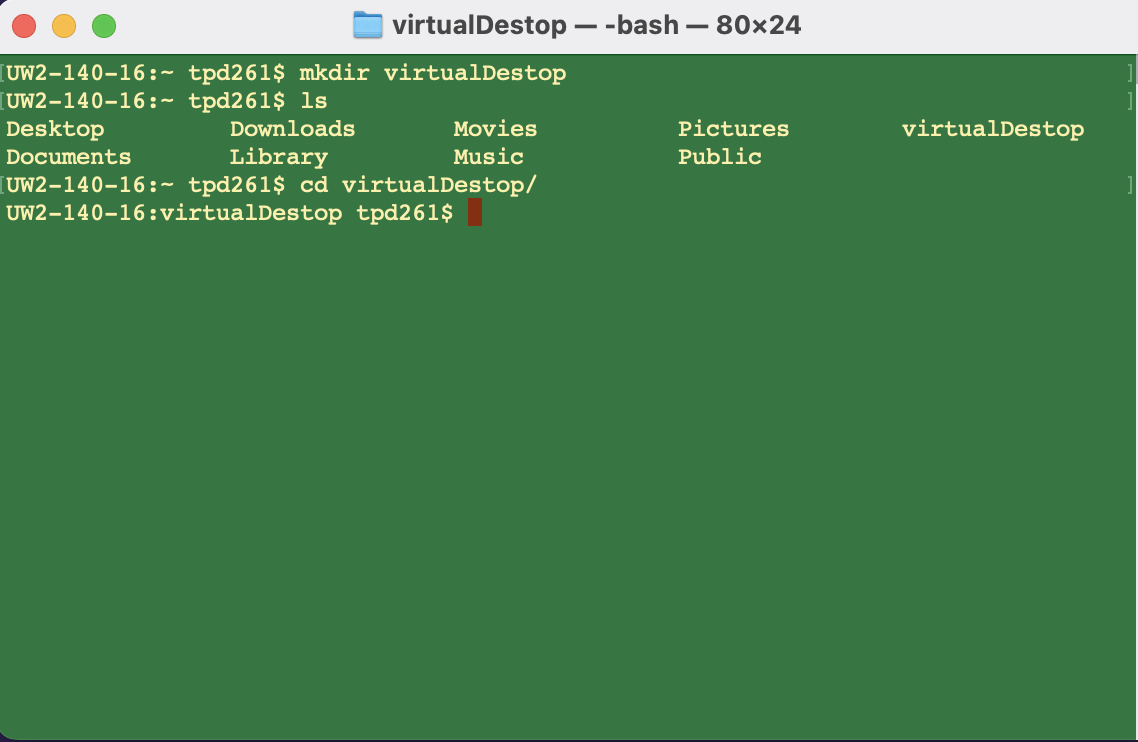 virtualDestop — -bash — 80×24
[UW2-140-16:~ tpd261$ mkdir virtualDestop ]
[UW2-140-16:~ tpd261$ ls ]
Desktop Downloads Movies Pictures virtualDestop
Documents Library Music Public
[UW2-140-16:~ tpd261$ cd virtualDestop/ ]
UW2-140-16:virtualDestop tpd261$